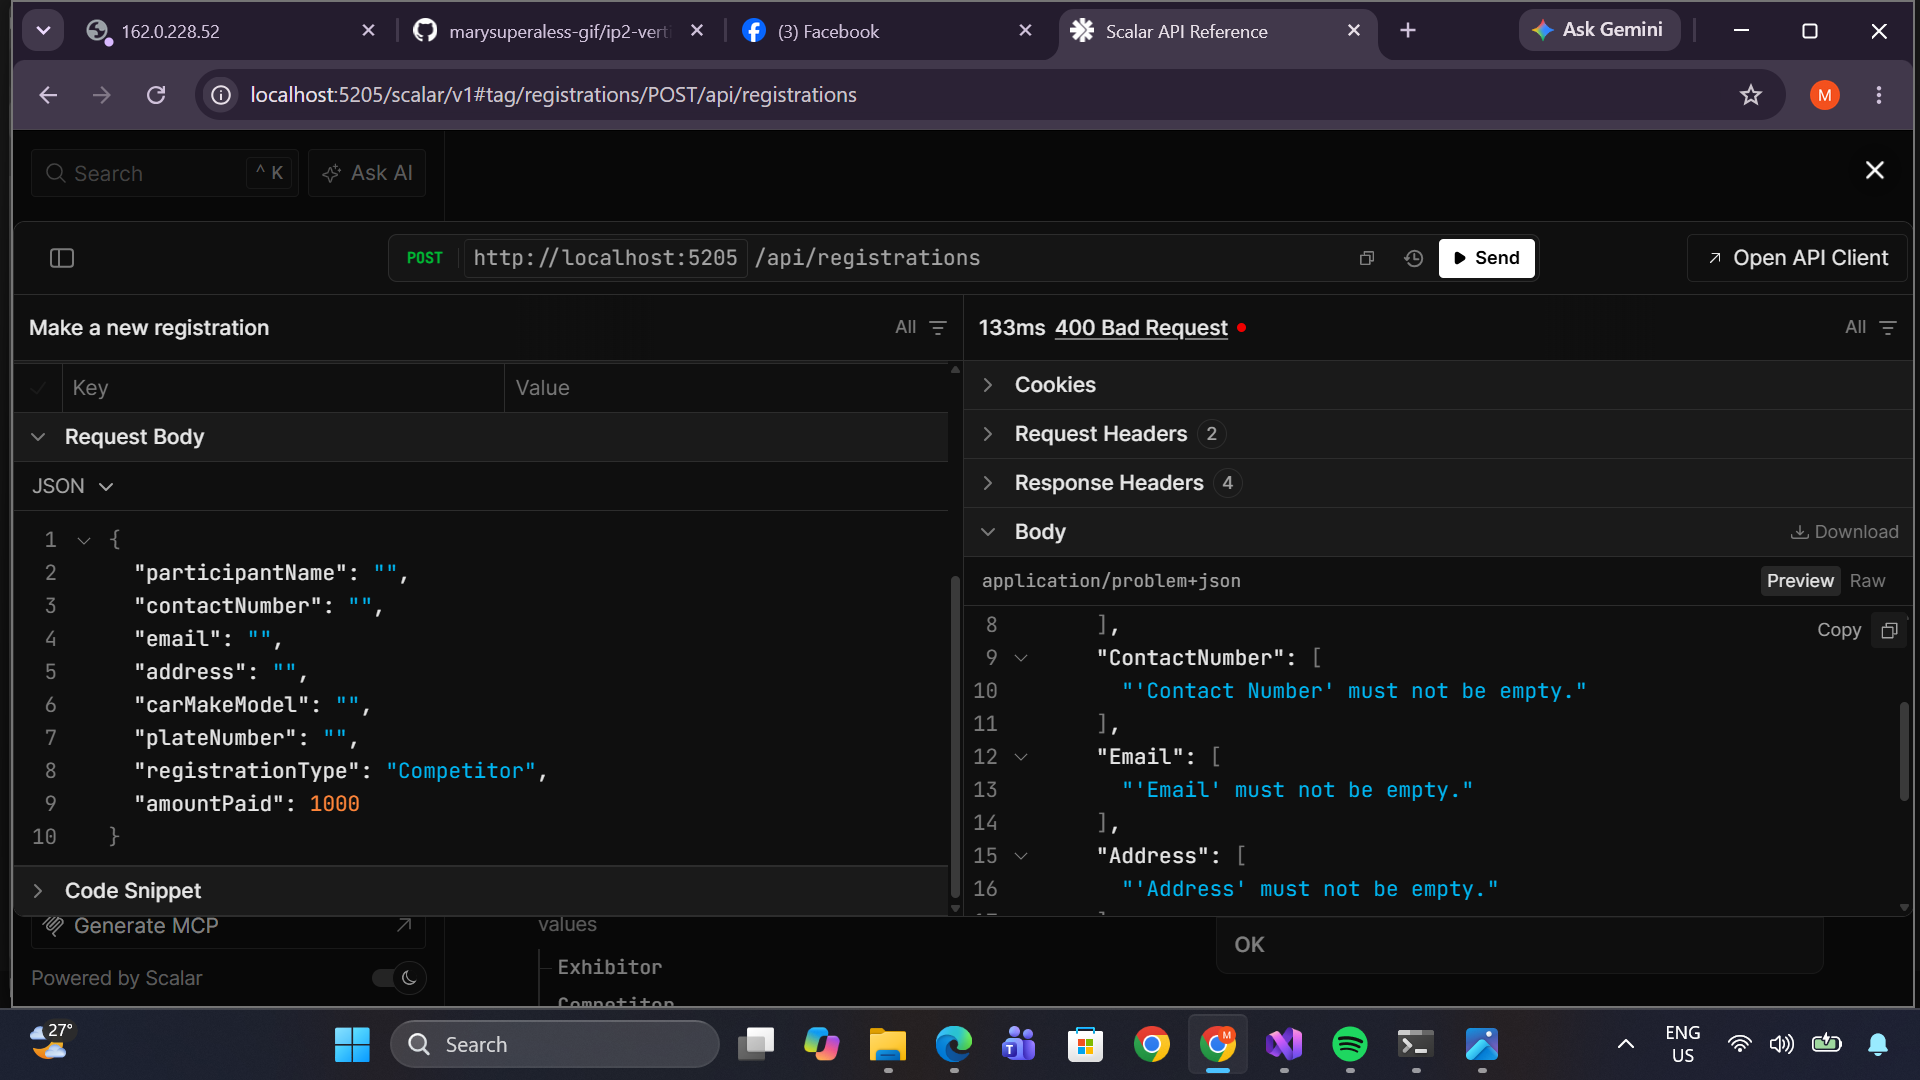 162.0.228.52
marysuperaless-gif/ip2-verti
(3) Facebook
Scalar API Reference
Ask Gemini
localhost:5205/scalar/v1#tag/registrations/POST/api/registrations
M
Search
^ K
Ask AI
POST
http://localhost:5205
/api/registrations
Send
Open API Client
Make a new registration
All
133ms 400 Bad Request
All
Key
Value
Request Body
JSON
1 {
2 "participantName": "",
3 "contactNumber": "",
4 "email": "",
5 "address": "",
6 "carMakeModel": "",
7 "plateNumber": "",
8 "registrationType": "Competitor",
9 "amountPaid": 1000
10 }
Code Snippet
Cookies
Request Headers 2
Response Headers 4
Body
Download
application/problem+json
Preview
Raw
Copy
8 ],
9 "ContactNumber": [
10 "'Contact Number' must not be empty."
11 ],
12 "Email": [
13 "'Email' must not be empty."
14 ],
15 "Address": [
16 "'Address' must not be empty."
Generate MCP
Powered by Scalar
values
Exhibitor
Competitor
OK
27°
Search
M
ENG
US